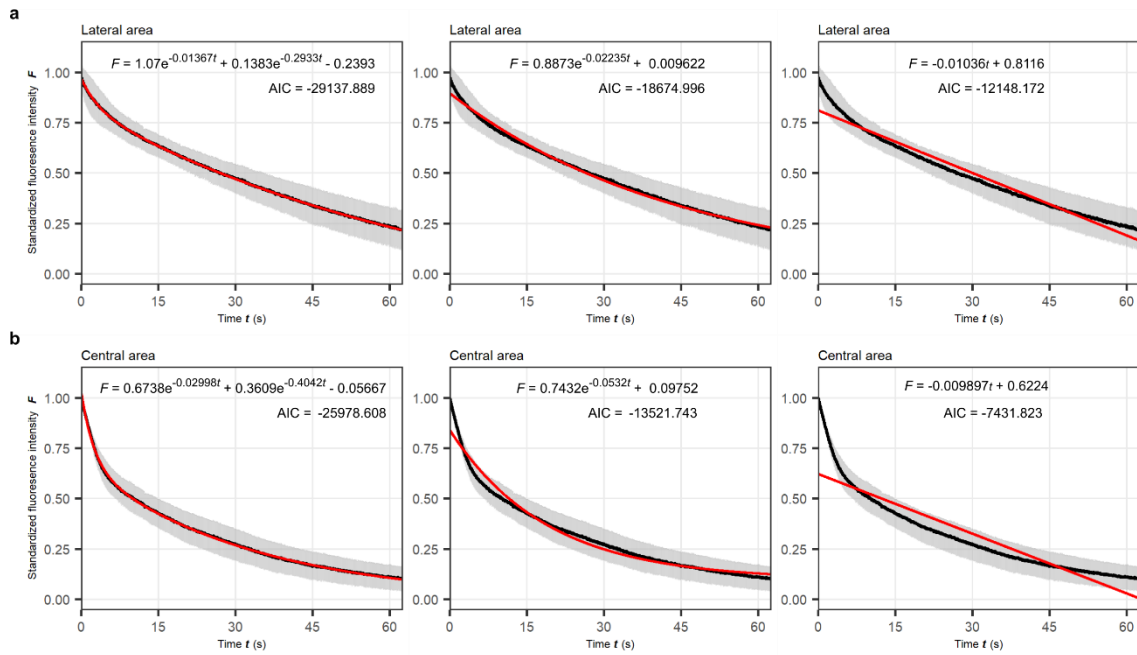 a
Lateral area
F = 1.07e^-0.01367t + 0.1383e^-0.2933t - 0.2393
AIC = -29137.889
Standardized fluoresence intensity F
1.00
0.75
0.50
0.25
0.00
0 15 30 45 60
Time t (s)
Lateral area
F = 0.8873e^-0.02235t + 0.009622
AIC = -18674.996
1.00
0.75
0.50
0.25
0.00
0 15 30 45 60
Time t (s)
Lateral area
F = -0.01036t + 0.8116
AIC = -12148.172
1.00
0.75
0.50
0.25
0.00
0 15 30 45 60
Time t (s)
b
Central area
F = 0.6738e^-0.02998t + 0.3609e^-0.4042t - 0.05667
AIC = -25978.608
Standardized fluoresence intensity F
1.00
0.75
0.50
0.25
0.00
0 15 30 45 60
Time t (s)
Central area
F = 0.7432e^-0.0532t + 0.09752
AIC = -13521.743
1.00
0.75
0.50
0.25
0.00
0 15 30 45 60
Time t (s)
Central area
F = -0.009897t + 0.6224
AIC = -7431.823
1.00
0.75
0.50
0.25
0.00
0 15 30 45 60
Time t (s)